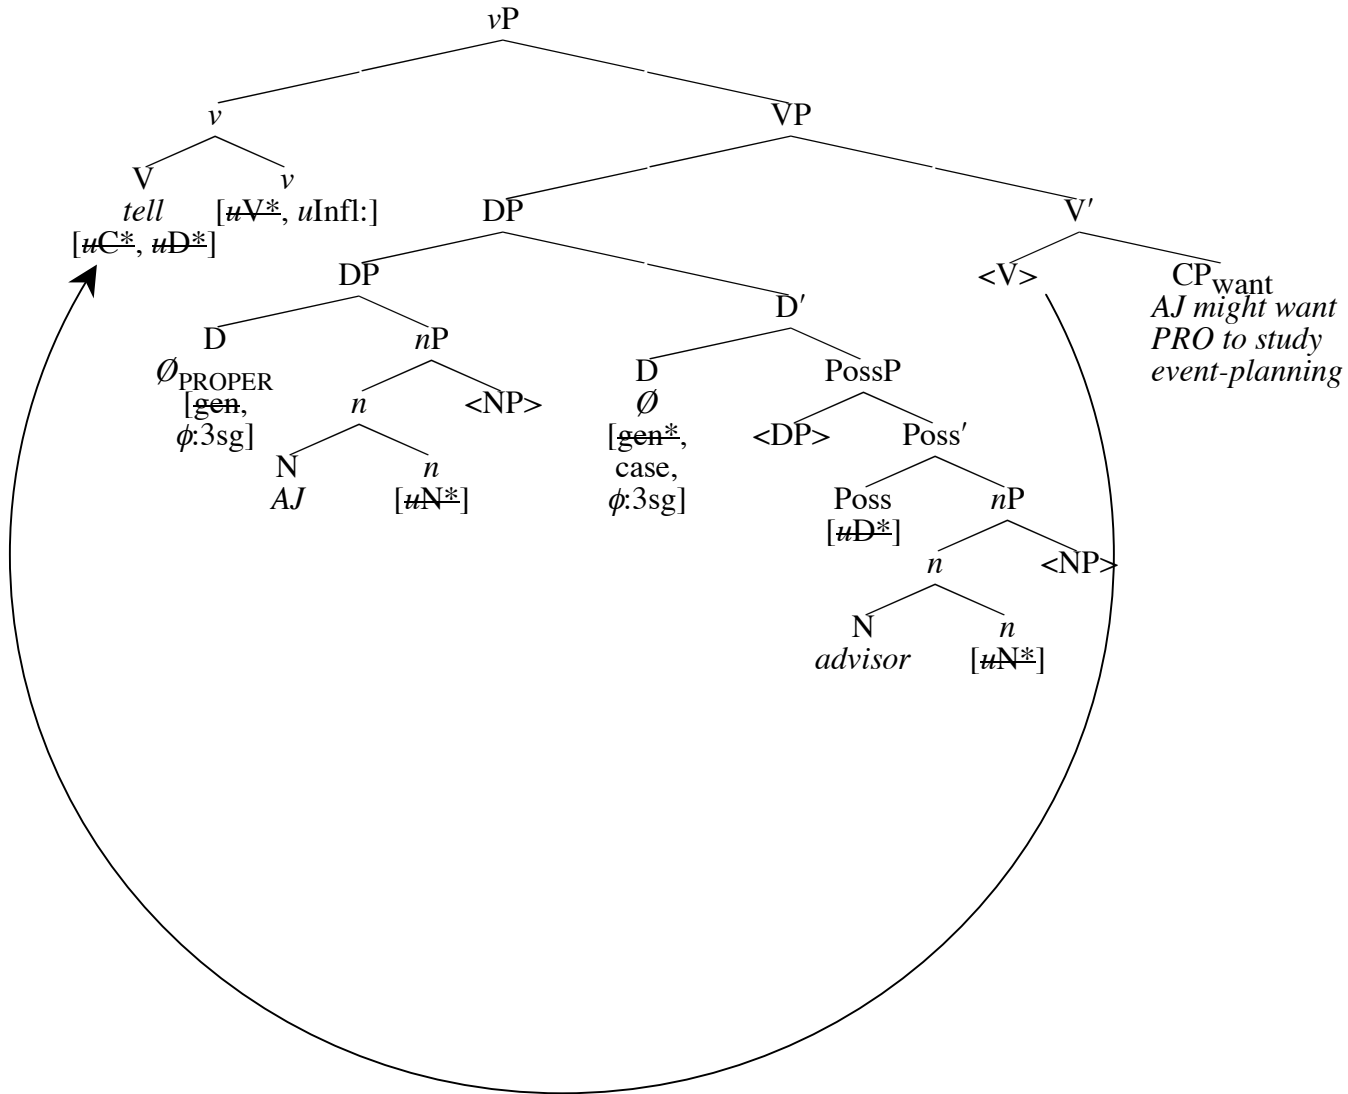 vP
v VP
V v
tell [uV*, uInfl:] DP V′
[uC*, uD*]
DP <V> CPwant
D′ AJ might want
D nP PRO to study
ØPROPER D PossP event-planning
[gen, n <NP> Ø
ϕ:3sg] [gen*, <DP> Poss′
N n case,
AJ [uN*] ϕ:3sg] Poss nP
[uD*]
n <NP>
N n
advisor [uN*]